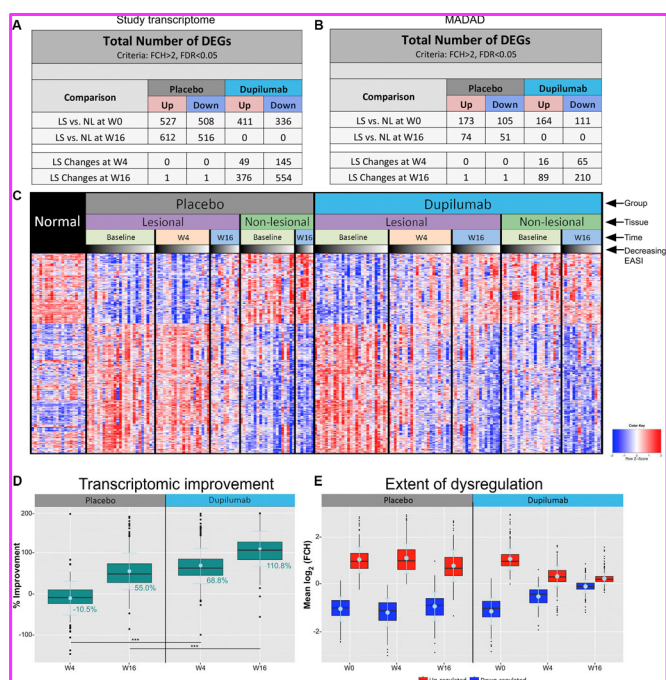 A
Study transcriptome
Total Number of DEGs
Criteria: FCH>2, FDR<0.05
Comparison
Placebo
Dupilumab
Up Down Up Down
LS vs. NL at W0 527 508 411 336
LS vs. NL at W16 612 516 0 0
LS Changes at W4 0 0 49 145
LS Changes at W16 1 1 376 554
B
MADAD
Total Number of DEGs
Criteria: FCH>2, FDR<0.05
Comparison
Placebo
Dupilumab
Up Down Up Down
LS vs. NL at W0 173 105 164 111
LS vs. NL at W16 74 51 0 0
LS Changes at W4 0 0 16 65
LS Changes at W16 1 1 89 210
C
Normal
Placebo Dupilumab Group
Lesional Non-lesional Lesional Non-lesional Tissue
Baseline W4 W16 Baseline W16 Baseline W4 W16 Baseline W16 Time
Decreasing
EASI
Color Key
Row Z-Score
D
Transcriptomic improvement
Placebo Dupilumab
% Improvement
200
100
0
-100
-10.5%
55.0%
68.8%
110.8%
***
***
W4 W16 W4 W16
E
Extent of dysregulation
Placebo Dupilumab
Mean log2 (FCH)
2
0
-2
W0 W4 W16 W0 W4 W16